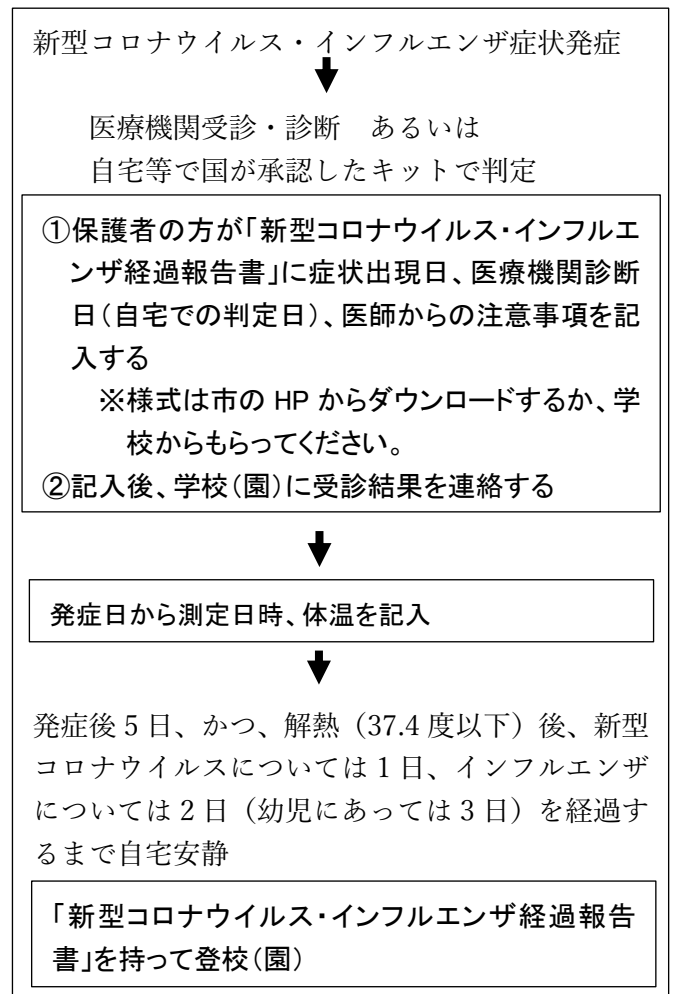 新型コロナウイルス・インフルエンザ症状発症
医療機関受診・診断　あるいは
自宅等で国が承認したキットで判定
①保護者の方が「新型コロナウイルス・インフルエ
ンザ経過報告書」に症状出現日、医療機関診断
日（自宅での判定日）、医師からの注意事項を記
入する
※様式は市の HP からダウンロードするか、学
校からもらってください。
②記入後、学校（園）に受診結果を連絡する
発症日から測定日時、体温を記入
発症後 5 日、かつ、解熱（37.4 度以下）後、新型
コロナウイルスについては 1 日、インフルエンザ
については 2 日（幼児にあっては 3 日）を経過す
るまで自宅安静
「新型コロナウイルス・インフルエンザ経過報告
書」を持って登校（園）